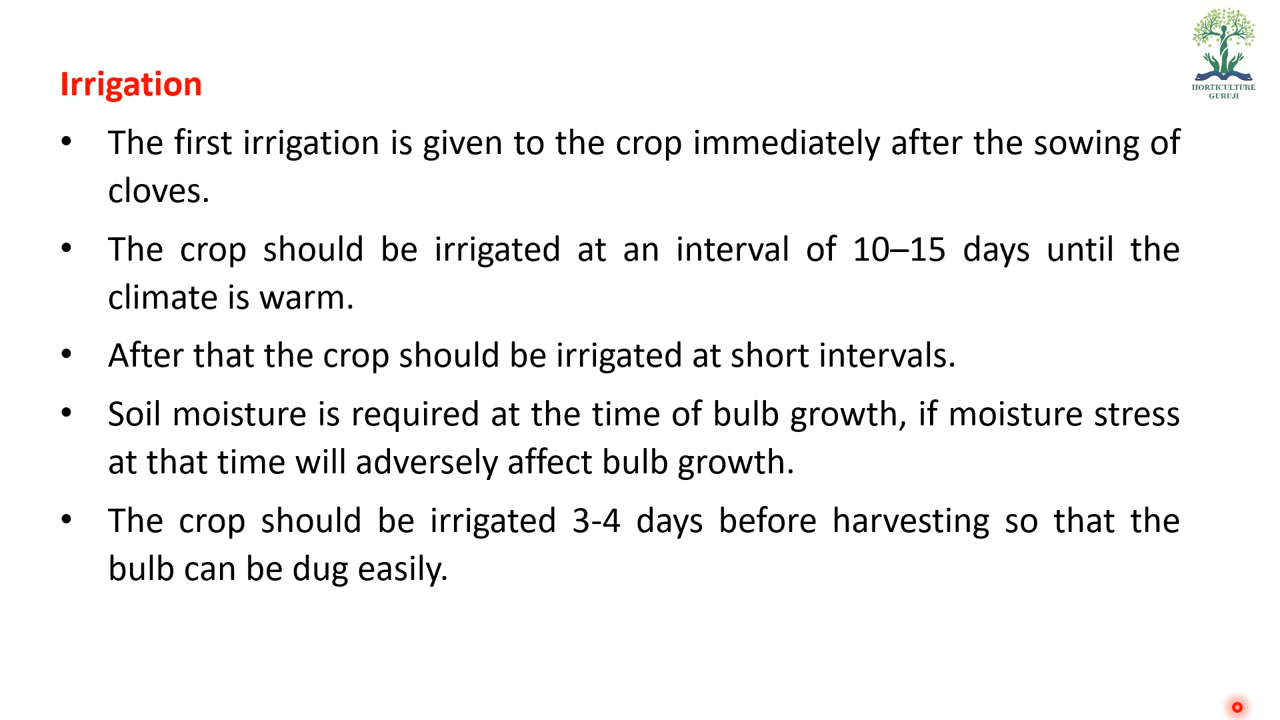 HORTICULTURE
GURUJI
Irrigation
• The first irrigation is given to the crop immediately after the sowing of
cloves.
• The crop should be irrigated at an interval of 10–15 days until the
climate is warm.
• After that the crop should be irrigated at short intervals.
• Soil moisture is required at the time of bulb growth, if moisture stress
at that time will adversely affect bulb growth.
• The crop should be irrigated 3-4 days before harvesting so that the
bulb can be dug easily.